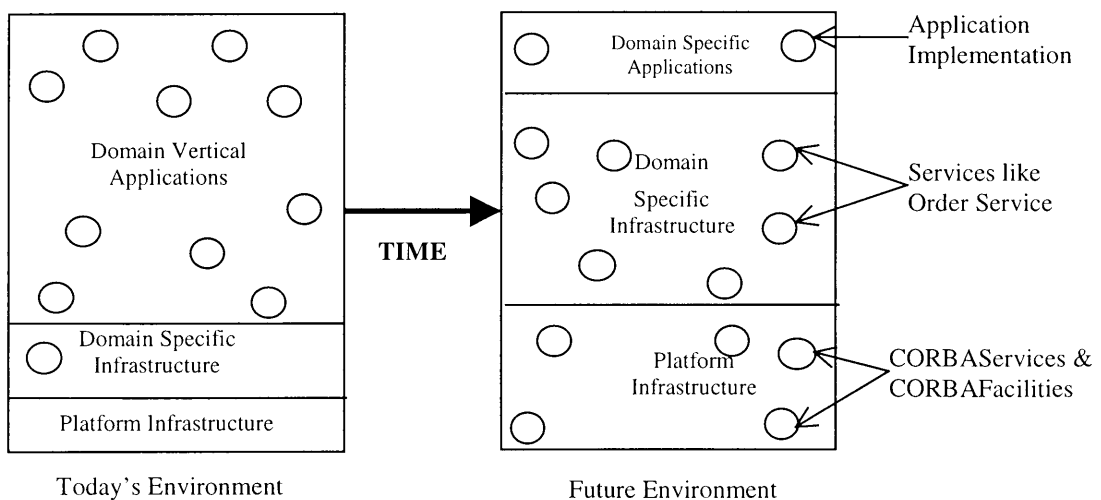 Domain Vertical
Applications
Domain Specific
Infrastructure
Platform Infrastructure
Today's Environment
TIME
Domain Specific
Applications
Domain
Specific
Infrastructure
Platform
Infrastructure
Future Environment
Application
Implementation
Services like
Order Service
CORBAServices &
CORBAFacilities